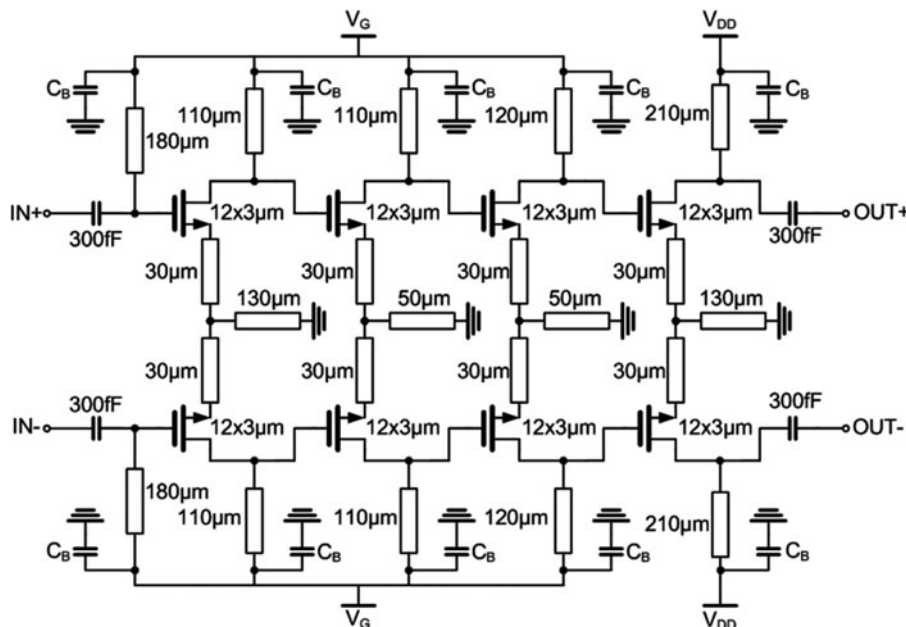 V_G V_DD
C_B C_B C_B C_B C_B
110µm 110µm 120µm 210µm
180µm
IN+ 12x3µm 12x3µm 12x3µm 12x3µm OUT+
300fF 300fF
30µm 30µm 30µm 30µm
130µm 50µm 50µm 130µm
30µm 30µm 30µm 30µm
300fF 300fF
IN- 12x3µm 12x3µm 12x3µm 12x3µm OUT-
180µm
110µm 110µm 120µm 210µm
C_B C_B C_B C_B C_B
V_G V_DD